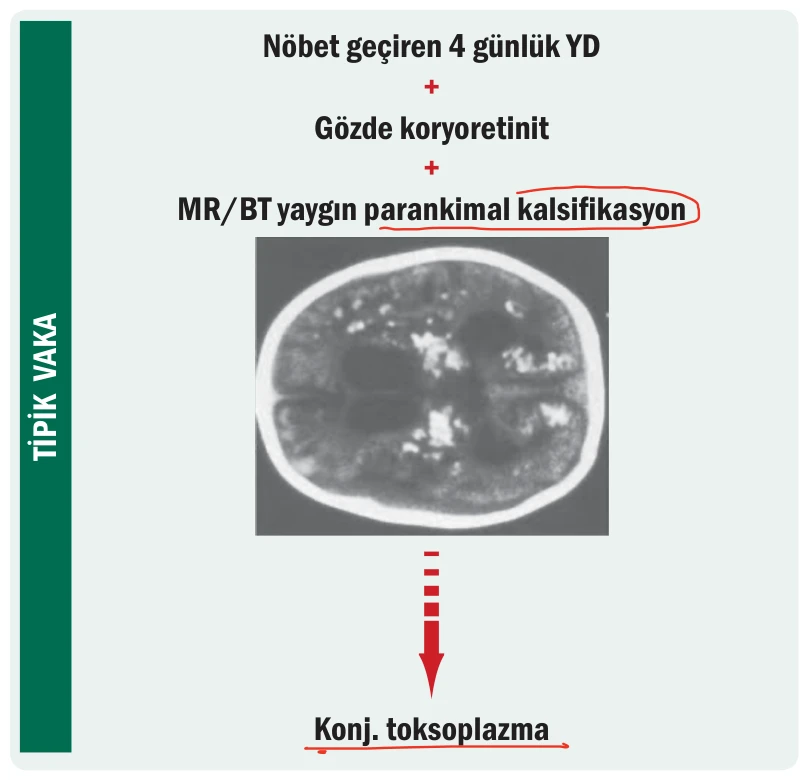 TİPİK VAKA
Nöbet geçiren 4 günlük YD
+
Gözde koryoretinit
+
MR/BT yaygın parankimal kalsifikasyon
Konj. toksoplazma